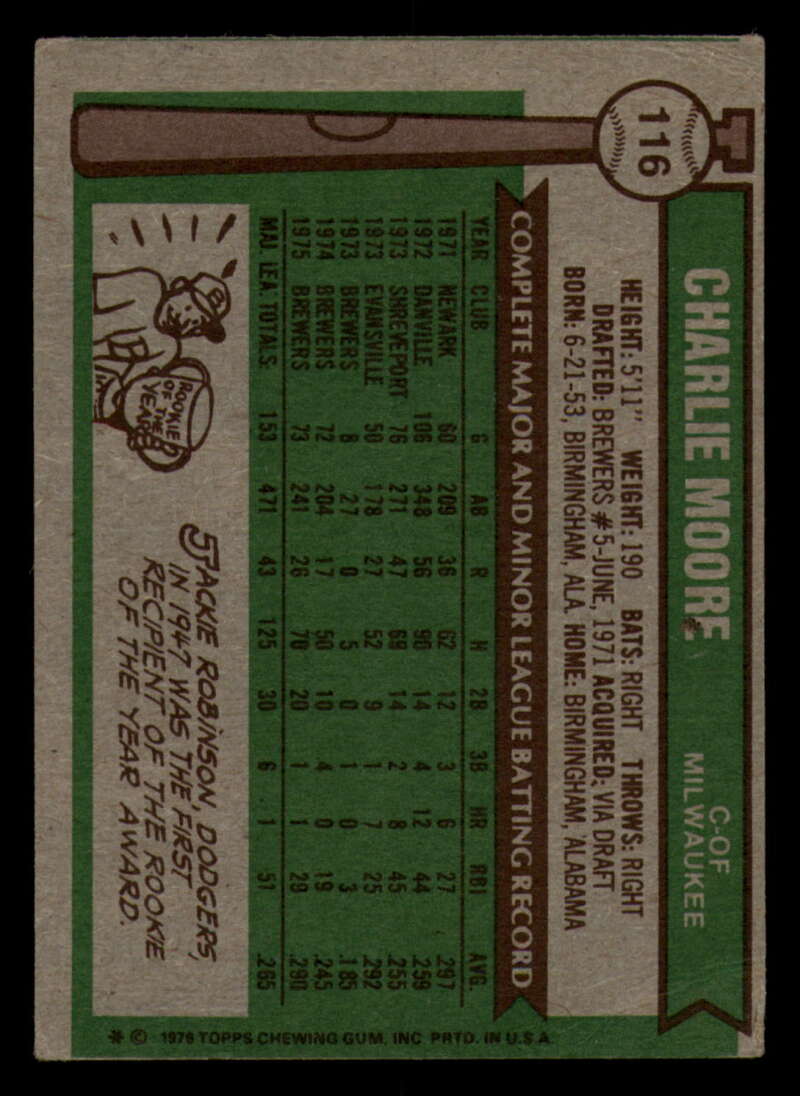 116
CHARLIE MOORE
C-OF
MILWAUKEE
HEIGHT: 5'11" WEIGHT: 190 BATS: RIGHT THROWS: RIGHT
DRAFTED: BREWERS #5-JUNE, 1971 ACQUIRED: VIA DRAFT
BORN: 6-21-53, BIRMINGHAM, ALA. HOME: BIRMINGHAM, ALABAMA
COMPLETE MAJOR AND MINOR LEAGUE BATTING RECORD
YEAR CLUB G AB R H 2B 3B HR RBI AVG.
1971 NEWARK 60 209 36 62 12 3 6 27 .297
1972 DANVILLE 106 348 56 90 14 4 12 44 .259
1973 SHREVEPORT 76 271 47 69 14 2 8 45 .255
1973 EVANSVILLE 50 178 27 52 9 1 7 25 .292
1973 BREWERS 8 27 0 5 0 1 0 3 .185
1974 BREWERS 72 204 17 50 10 4 0 19 .245
1975 BREWERS 73 241 26 70 20 1 1 29 .290
MAJ. LEA. TOTALS 153 471 43 125 30 6 1 51 .265
ROOKIE
OF THE
YEAR
B
JACKIE ROBINSON, DODGERS,
IN 1947 WAS THE FIRST
RECIPIENT OF THE ROOKIE
OF THE YEAR AWARD.
* © 1976 TOPPS CHEWING GUM, INC. PRTD. IN U.S.A.